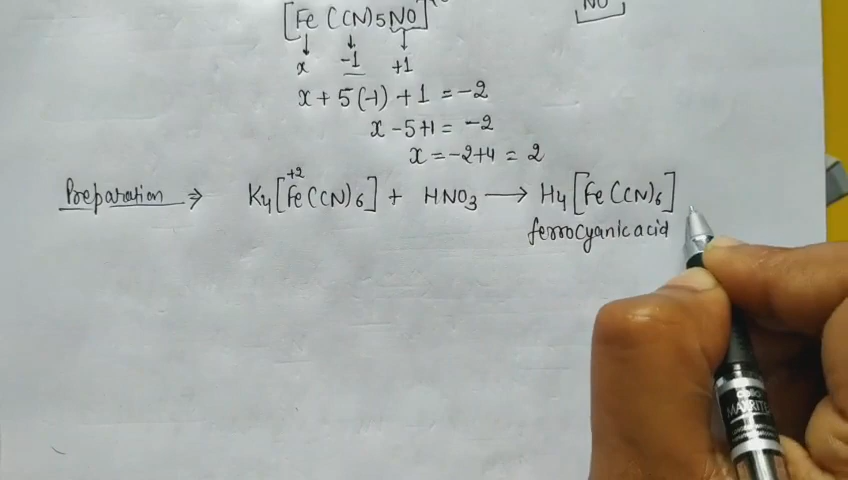 [Fe (CN)5NO]
NO
x -1 +1
x + 5(-1) + 1 = -2
x - 5+1 = -2
x = -2+4 = 2
+2
Preparation ⇒ K4[Fe(CN)6] + HNO3 → H4[Fe(CN)6]
ferrocyanic acid